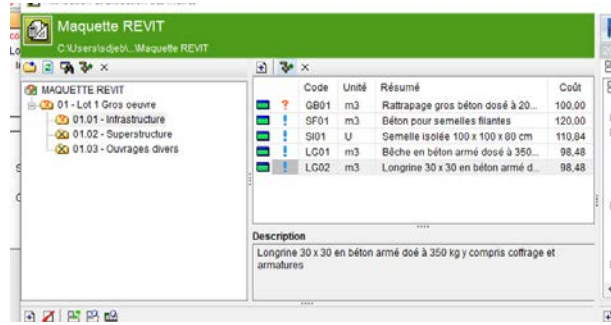 Maquette REVIT
C:\Users\sdjeb\...\Maquette REVIT
MAQUETTE REVIT
01 - Lot 1 Gros oeuvre
01.01 - Infrastructure
01.02 - Superstructure
01.03 - Ouvrages divers
Code Unité Résumé Coût
GB01 m3 Rattrapage gros béton dosé à 20... 100,00
SF01 m3 Béton pour semelles filantes 120,00
SI01 U Semelle isolée 100 x 100 x 80 cm 110,84
LG01 m3 Bêche en béton armé dosé à 350... 98,48
LG02 m3 Longrine 30 x 30 en béton armé d... 98,48
Description
Longrine 30 x 30 en béton armé doé à 350 kg y compris coffrage et
armatures